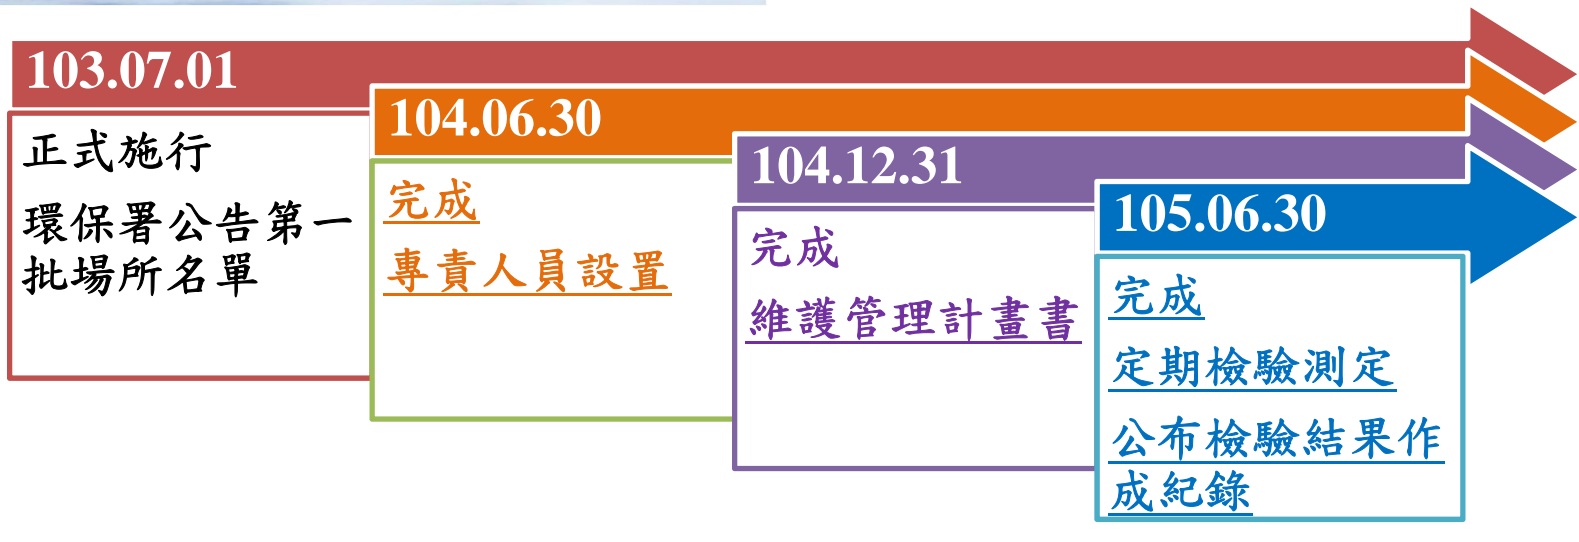 103.07.01
正式施行
環保署公告第一
批場所名單
104.06.30
完成
專責人員設置
104.12.31
完成
維護管理計畫書
105.06.30
完成
定期檢驗測定
公布檢驗結果作
成紀錄